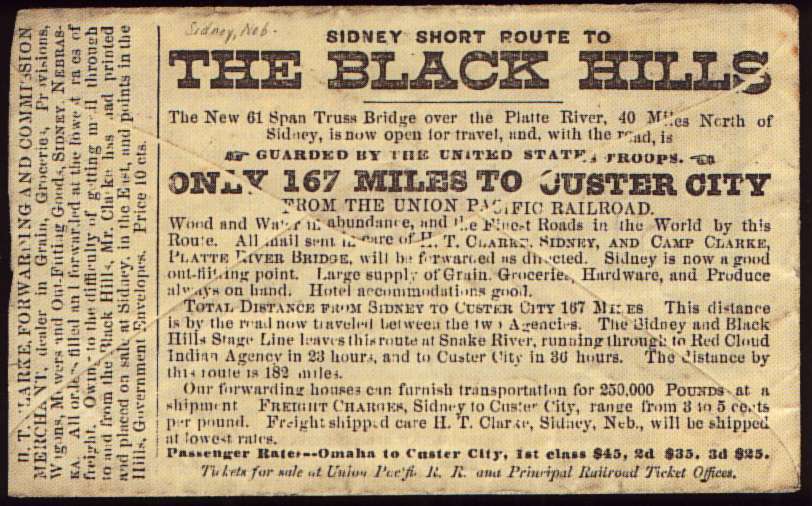 Sidney, Neb.
SIDNEY SHORT ROUTE TO
THE BLACK HILLS
The New 61 Span Truss Bridge over the Platte River, 40 Miles North of
Sidney, is now open for travel, and, with the road, is
GUARDED BY THE UNITED STATES TROOPS.
ONLY 167 MILES TO CUSTER CITY
FROM THE UNION PACIFIC RAILROAD.
Wood and Water in abundance, and the Finest Roads in the World by this
Route. All mail sent in care of H. T. CLARKE, SIDNEY, AND CAMP CLARKE,
PLATTE RIVER BRIDGE, will be forwarded as directed. Sidney is now a good
out-fitting point. Large supply of Grain, Groceries, Hardware, and Produce
always on hand. Hotel accommodations good.
TOTAL DISTANCE FROM SIDNEY TO CUSTER CITY 167 MILES This distance
is by the road now traveled between the two Agencies. The Sidney and Black
Hills Stage Line leaves this route at Snake River, running through to Red Cloud
Indian Agency in 23 hours, and to Custer City in 36 hours. The distance by
this route is 182 miles.
Our forwarding houses can furnish transportation for 250,000 POUNDS at a
shipment FREIGHT CHARGES, Sidney to Custer City, range from 3 to 5 cents
per pound. Freight shipped care H. T. Clarke, Sidney, Neb., will be shipped
at lowest rates.
Passenger Rates--Omaha to Custer City, 1st class $45, 2d $35. 3d $25.
Tickets for sale at Union Pacific R. R. and Principal Railroad Ticket Offices.
H. T. CLARKE, FORWARDING AND COMMISSION
MERCHANT, dealer in Grain, Groceries, Provisions,
Wagons, Mowers and Out-Fitting Goods, SIDNEY, NEBRAS-
KA. All orders filled and forwarded at the lowest rates of
freight. Owing to the difficulty of getting mail through
to and from the Black Hills, Mr. Clarke has had printed
and placed on sale at Sidney, in the East, and points in the
Hills, Government Envelopes. Price 10 cts.